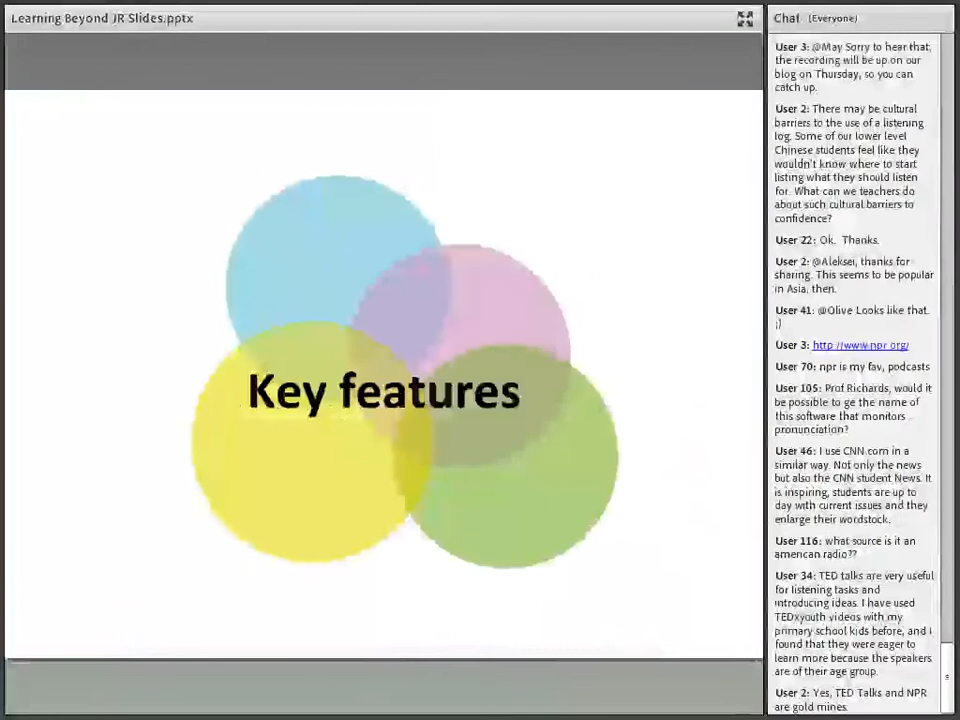 Learning Beyond JR Slides.pptx
Key features
Chat (Everyone)
User 3: @May Sorry to hear that,
the recording will be up on our
blog on Thursday, so you can
catch up.
User 2: There may be cultural
barriers to the use of a listening
log. Some of our lower level
Chinese students feel like they
wouldn't know where to start
listing what they should listen
for. What can we teachers do
about such cultural barriers to
confidence?
User 22: Ok. Thanks.
User 2: @Aleksei, thanks for
sharing. This seems to be popular
in Asia, then.
User 41: @Olive Looks like that.
;)
User 3: http://www.npr.org/
User 70: npr is my fav, podcasts
User 105: Prof Richards, would it
be possible to ge the name of
this software that monitors
pronunciation?
User 46: I use CNN.com in a
similar way. Not only the news
but also the CNN student News. It
is inspiring, students are up to
day with current issues and they
enlarge their wordstock.
User 116: what source is it an
american radio??
User 34: TED talks are very useful
for listening tasks and
introducing ideas. I have used
TEDxyouth videos with my
primary school kids before, and I
found that they were eager to
learn more because the speakers
are of their age group.
User 2: Yes, TED Talks and NPR
are gold mines.